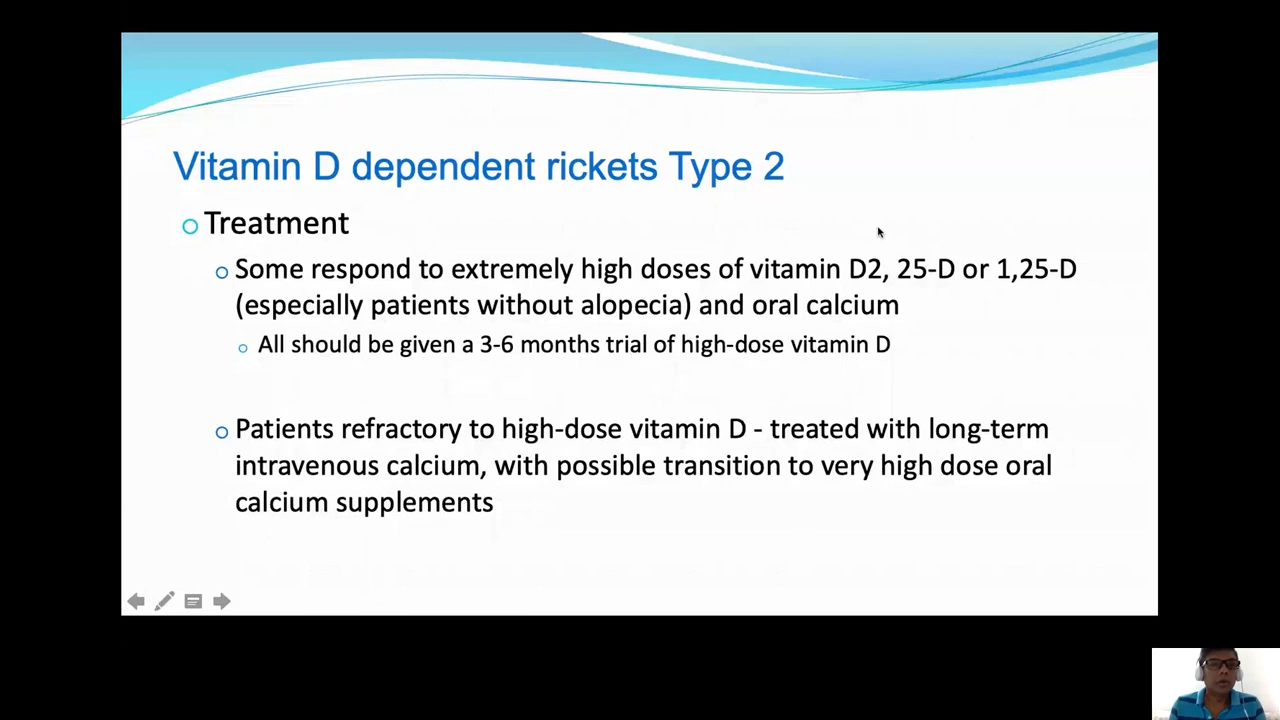 Vitamin D dependent rickets Type 2
Treatment
Some respond to extremely high doses of vitamin D2, 25-D or 1,25-D
(especially patients without alopecia) and oral calcium
All should be given a 3-6 months trial of high-dose vitamin D
Patients refractory to high-dose vitamin D - treated with long-term
intravenous calcium, with possible transition to very high dose oral
calcium supplements